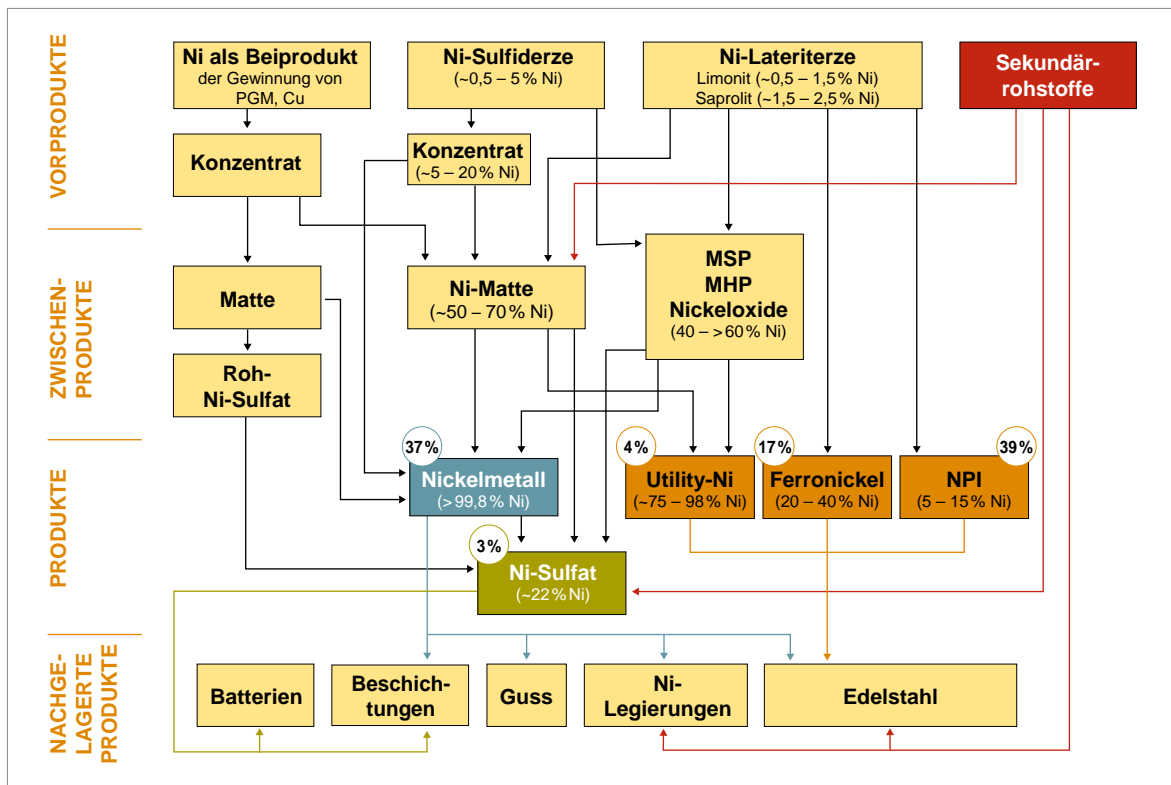 VORPRODUKTE
Ni als Beiprodukt
der Gewinnung von
PGM, Cu
Ni-Sulfiderze
(~0,5 – 5 % Ni)
Ni-Lateriterze
Limonit (~0,5 – 1,5 % Ni)
Saprolit (~1,5 – 2,5 % Ni)
Sekundär-
rohstoffe
Konzentrat
Konzentrat
(~5 – 20 % Ni)
ZWISCHEN-
PRODUKTE
Matte
Ni-Matte
(~50 – 70 % Ni)
MSP
MHP
Nickeloxide
(40 – >60 % Ni)
Roh-
Ni-Sulfat
PRODUKTE
37 %
Nickelmetall
(> 99,8 % Ni)
4 %
Utility-Ni
(~75 – 98 % Ni)
17 %
Ferronickel
(20 – 40 % Ni)
39 %
NPI
(5 – 15 % Ni)
3 %
Ni-Sulfat
(~22 % Ni)
NACHGE-
LAGERTE
PRODUKTE
Batterien
Beschich-
tungen
Guss
Ni-
Legierungen
Edelstahl